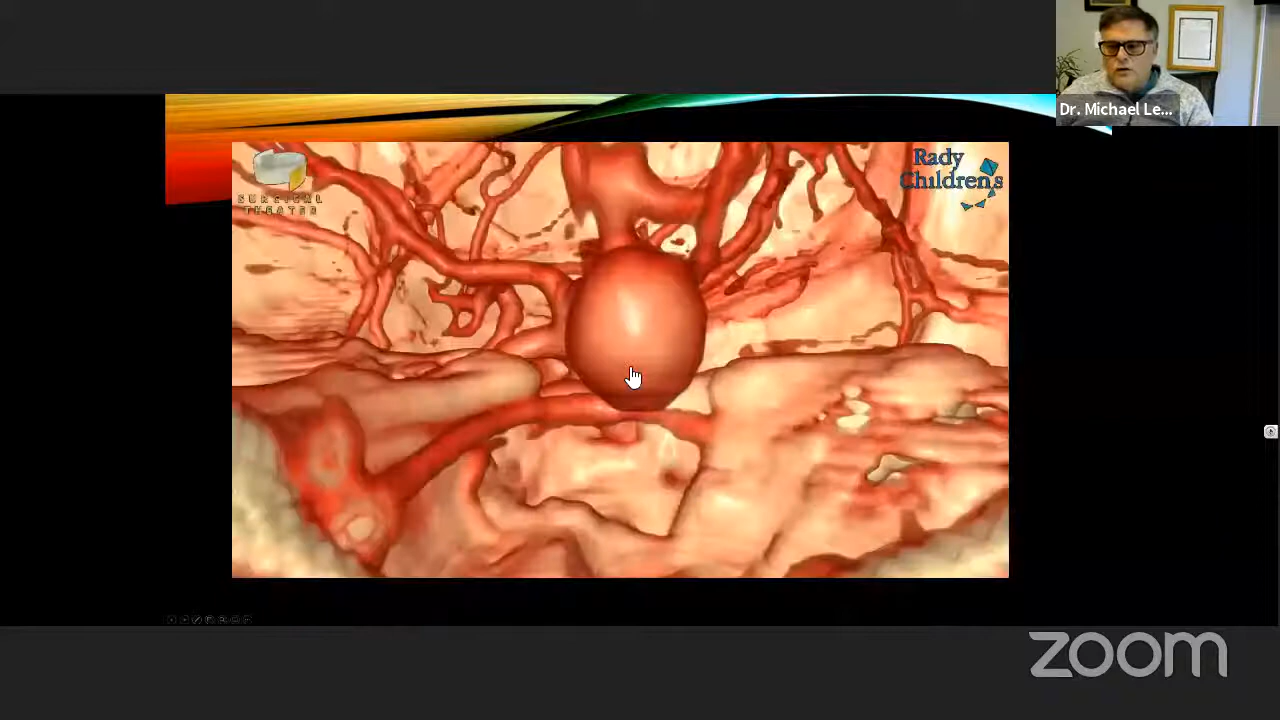 Dr. Michael Le...
SURGICAL
THEATER
Rady
Children's
zoom